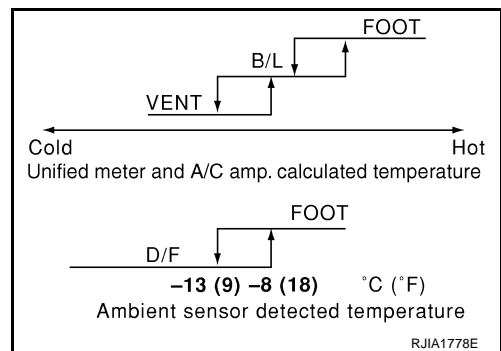 FOOT
B/L
VENT
Cold Hot
Unified meter and A/C amp. calculated temperature
FOOT
D/F
–13 (9) –8 (18) °C (°F)
Ambient sensor detected temperature
RJIA1778E